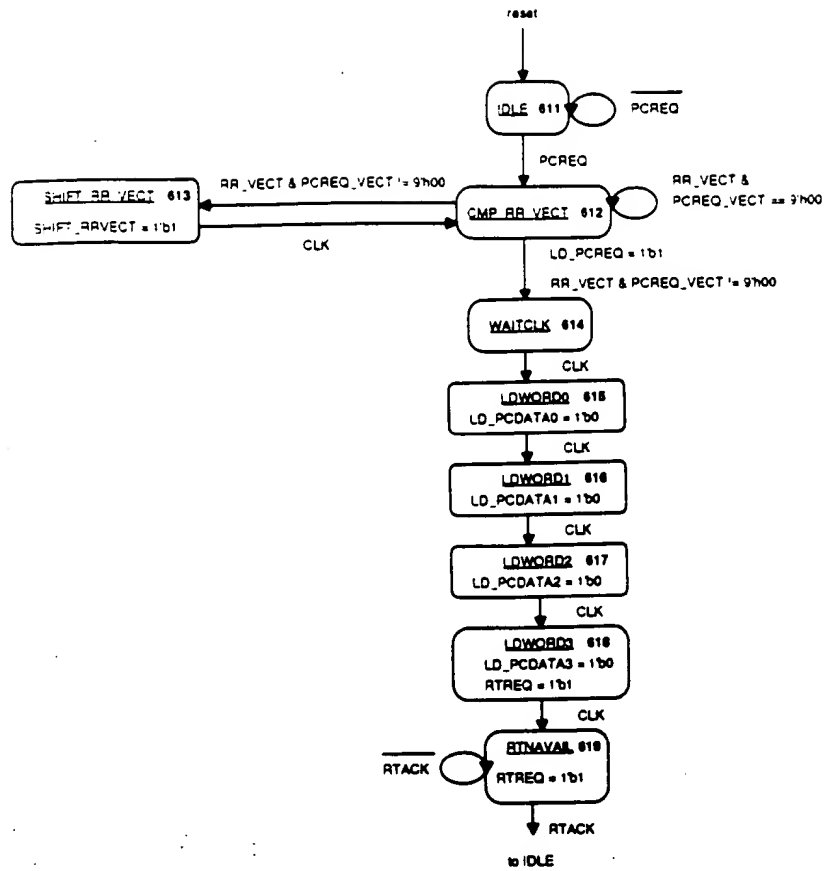 reset
IDLE 611
PCREQ
PCREQ
SHIFT_RR_VECT 613
SHIFT_RRVECT = 1'b1
RR_VECT & PCREQ_VECT != 9'h00
CLK
CMP_RR_VECT 612
RR_VECT &
PCREQ_VECT == 9'h00
LD_PCREQ = 1'b1
RR_VECT & PCREQ_VECT != 9'h00
WAITCLK 614
CLK
LDWORD0 615
LD_PCDATA0 = 1'b0
CLK
LDWORD1 616
LD_PCDATA1 = 1'b0
CLK
LDWORD2 617
LD_PCDATA2 = 1'b0
CLK
LDWORD3 618
LD_PCDATA3 = 1'b0
RTREQ = 1'b1
CLK
RTNAVAIL 619
RTREQ = 1'b1
RTACK
RTACK
to IDLE